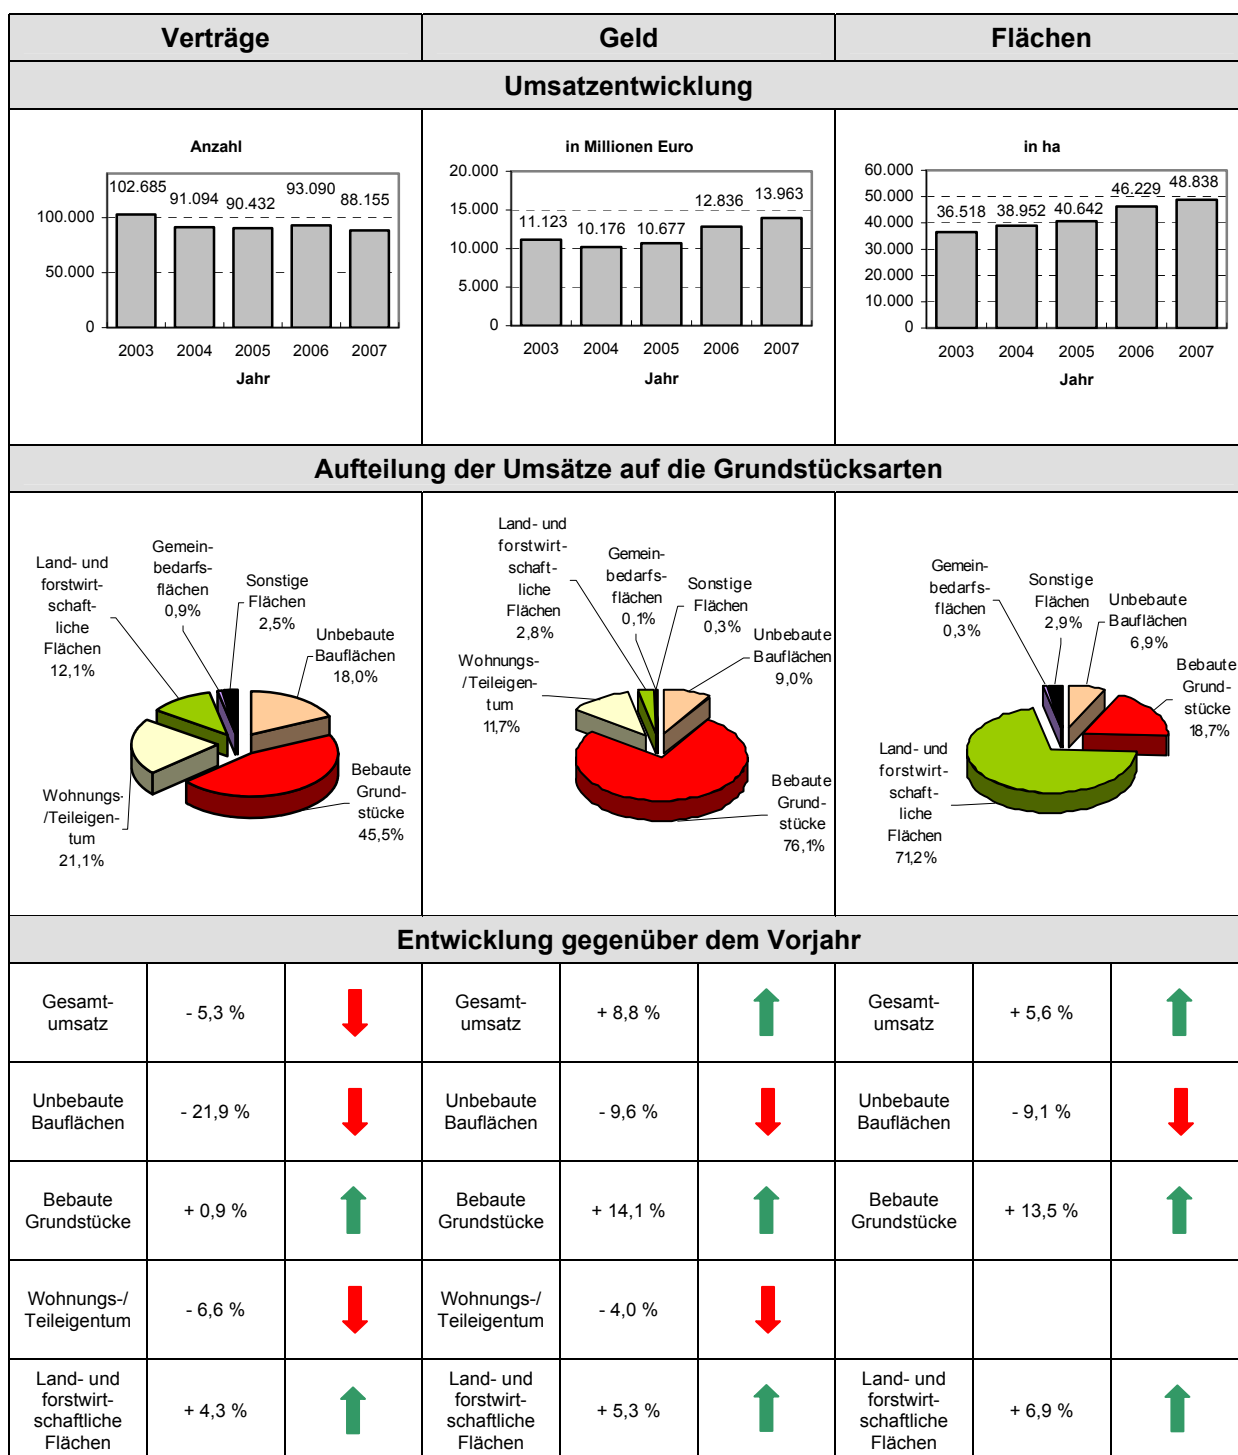 Verträge
Geld
Flächen
Umsatzentwicklung
Anzahl
102.685
91.094
90.432
93.090
88.155
100.000
50.000
0
2003 2004 2005 2006 2007
Jahr
in Millionen Euro
20.000
15.000
10.000
5.000
0
11.123
10.176
10.677
12.836
13.963
2003 2004 2005 2006 2007
Jahr
in ha
60.000
50.000
40.000
30.000
20.000
10.000
0
36.518
38.952
40.642
46.229
48.838
2003 2004 2005 2006 2007
Jahr
Aufteilung der Umsätze auf die Grundstücksarten
Land- und
forstwirt-
schaft-
liche
Flächen
12,1%
Gemein-
bedarfs-
flächen
0,9%
Sonstige
Flächen
2,5%
Unbebaute
Bauflächen
18,0%
Wohnungs-
/Teileigen-
tum
21,1%
Bebaute
Grund-
stücke
45,5%
Land- und
forstwirt-
schaft-
liche
Flächen
2,8%
Gemein-
bedarfs-
flächen
0,1%
Sonstige
Flächen
0,3%
Unbebaute
Bauflächen
9,0%
Wohnungs-
/Teileigen-
tum
11,7%
Bebaute
Grund-
stücke
76,1%
Gemein-
bedarfs-
flächen
0,3%
Sonstige
Flächen
2,9%
Unbebaute
Bauflächen
6,9%
Bebaute
Grund-
stücke
18,7%
Land- und
forstwirt-
schaft-
liche
Flächen
71,2%
Entwicklung gegenüber dem Vorjahr
Gesamt-
umsatz
- 5,3 %
Gesamt-
umsatz
+ 8,8 %
Gesamt-
umsatz
+ 5,6 %
Unbebaute
Bauflächen
- 21,9 %
Unbebaute
Bauflächen
- 9,6 %
Unbebaute
Bauflächen
- 9,1 %
Bebaute
Grundstücke
+ 0,9 %
Bebaute
Grundstücke
+ 14,1 %
Bebaute
Grundstücke
+ 13,5 %
Wohnungs-/
Teileigentum
- 6,6 %
Wohnungs-/
Teileigentum
- 4,0 %
Land- und
forstwirt-
schaftliche
Flächen
+ 4,3 %
Land- und
forstwirt-
schaftliche
Flächen
+ 5,3 %
Land- und
forstwirt-
schaftliche
Flächen
+ 6,9 %